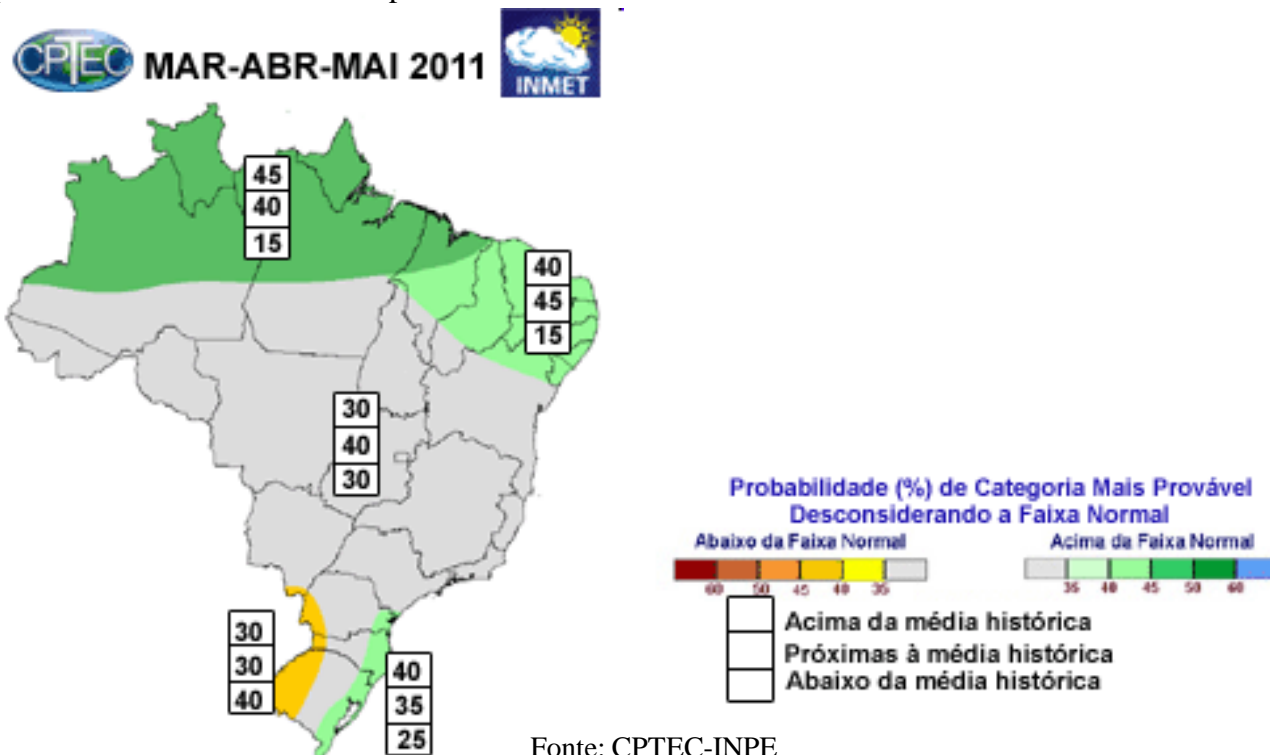 CPTEC
MAR-ABR-MAI 2011
INMET
45
40
15
40
45
15
30
40
30
30
30
40
40
35
25
Probabilidade (%) de Categoria Mais Provável
Desconsiderando a Faixa Normal
Abaixo da Faixa Normal
Acima da Faixa Normal
60 50 45 40 35
35 40 45 50 60
Acima da média histórica
Próximas à média histórica
Abaixo da média histórica
Fonte: CPTEC-INPE